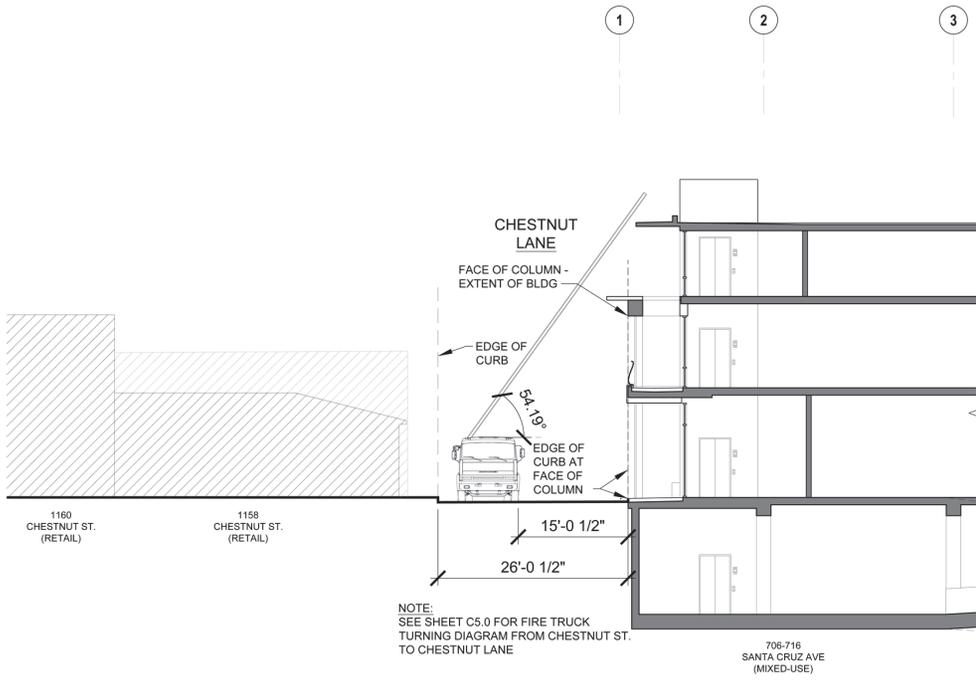 1
2
3
CHESTNUT
LANE
FACE OF COLUMN -
EXTENT OF BLDG
EDGE OF
CURB
54.19°
EDGE OF
CURB AT
FACE OF
COLUMN
15'-0 1/2"
26'-0 1/2"
1160
CHESTNUT ST.
(RETAIL)
1158
CHESTNUT ST.
(RETAIL)
NOTE:
SEE SHEET C5.0 FOR FIRE TRUCK
TURNING DIAGRAM FROM CHESTNUT ST.
TO CHESTNUT LANE
706-716
SANTA CRUZ AVE
(MIXED-USE)